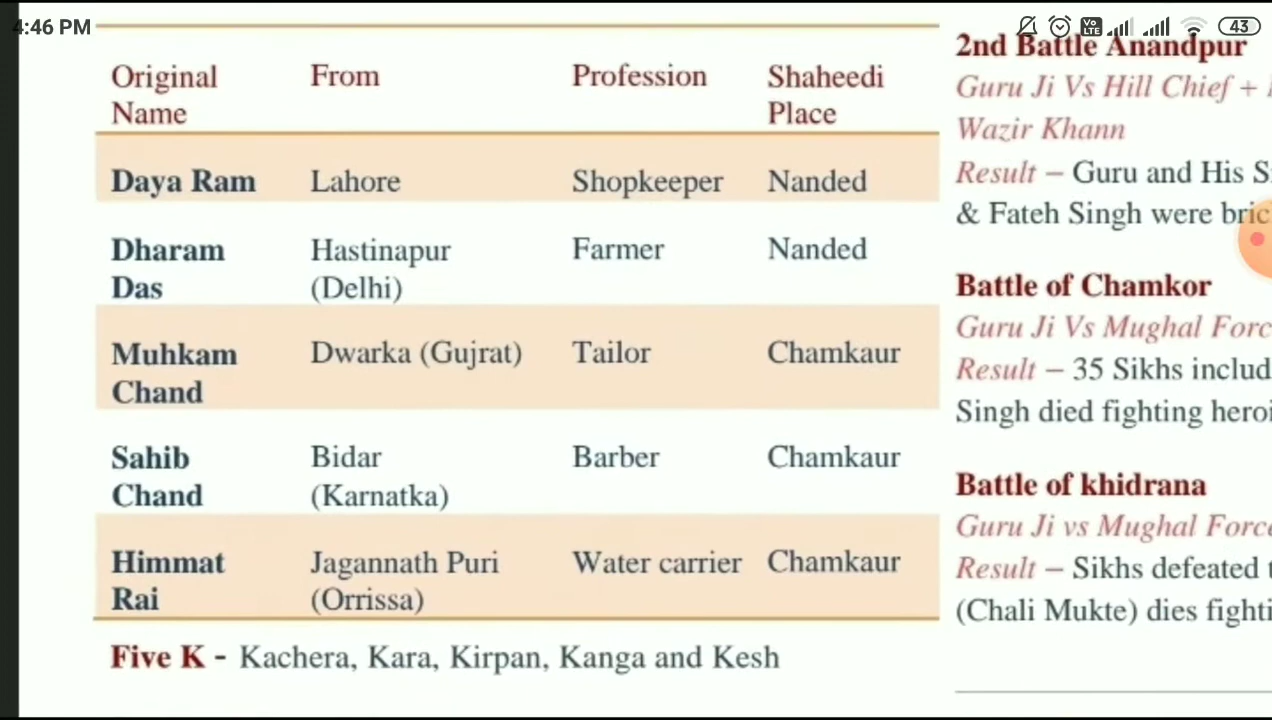 4:46 PM
43
Original From Profession Shaheedi
Name Place
Daya Ram Lahore Shopkeeper Nanded
Dharam Hastinapur Farmer Nanded
Das (Delhi)
Muhkam Dwarka (Gujrat) Tailor Chamkaur
Chand
Sahib Bidar Barber Chamkaur
Chand (Karnatka)
Himmat Jagannath Puri Water carrier Chamkaur
Rai (Orrissa)
Five K - Kachera, Kara, Kirpan, Kanga and Kesh
2nd Battle Anandpur
Guru Ji Vs Hill Chief +
Wazir Khann
Result – Guru and His
& Fateh Singh were
Battle of Chamkor
Guru Ji Vs Mughal
Result – 35 Sikhs
Singh died fighting
Battle of khidrana
Guru Ji vs Mughal
Result – Sikhs defeated
(Chali Mukte) dies